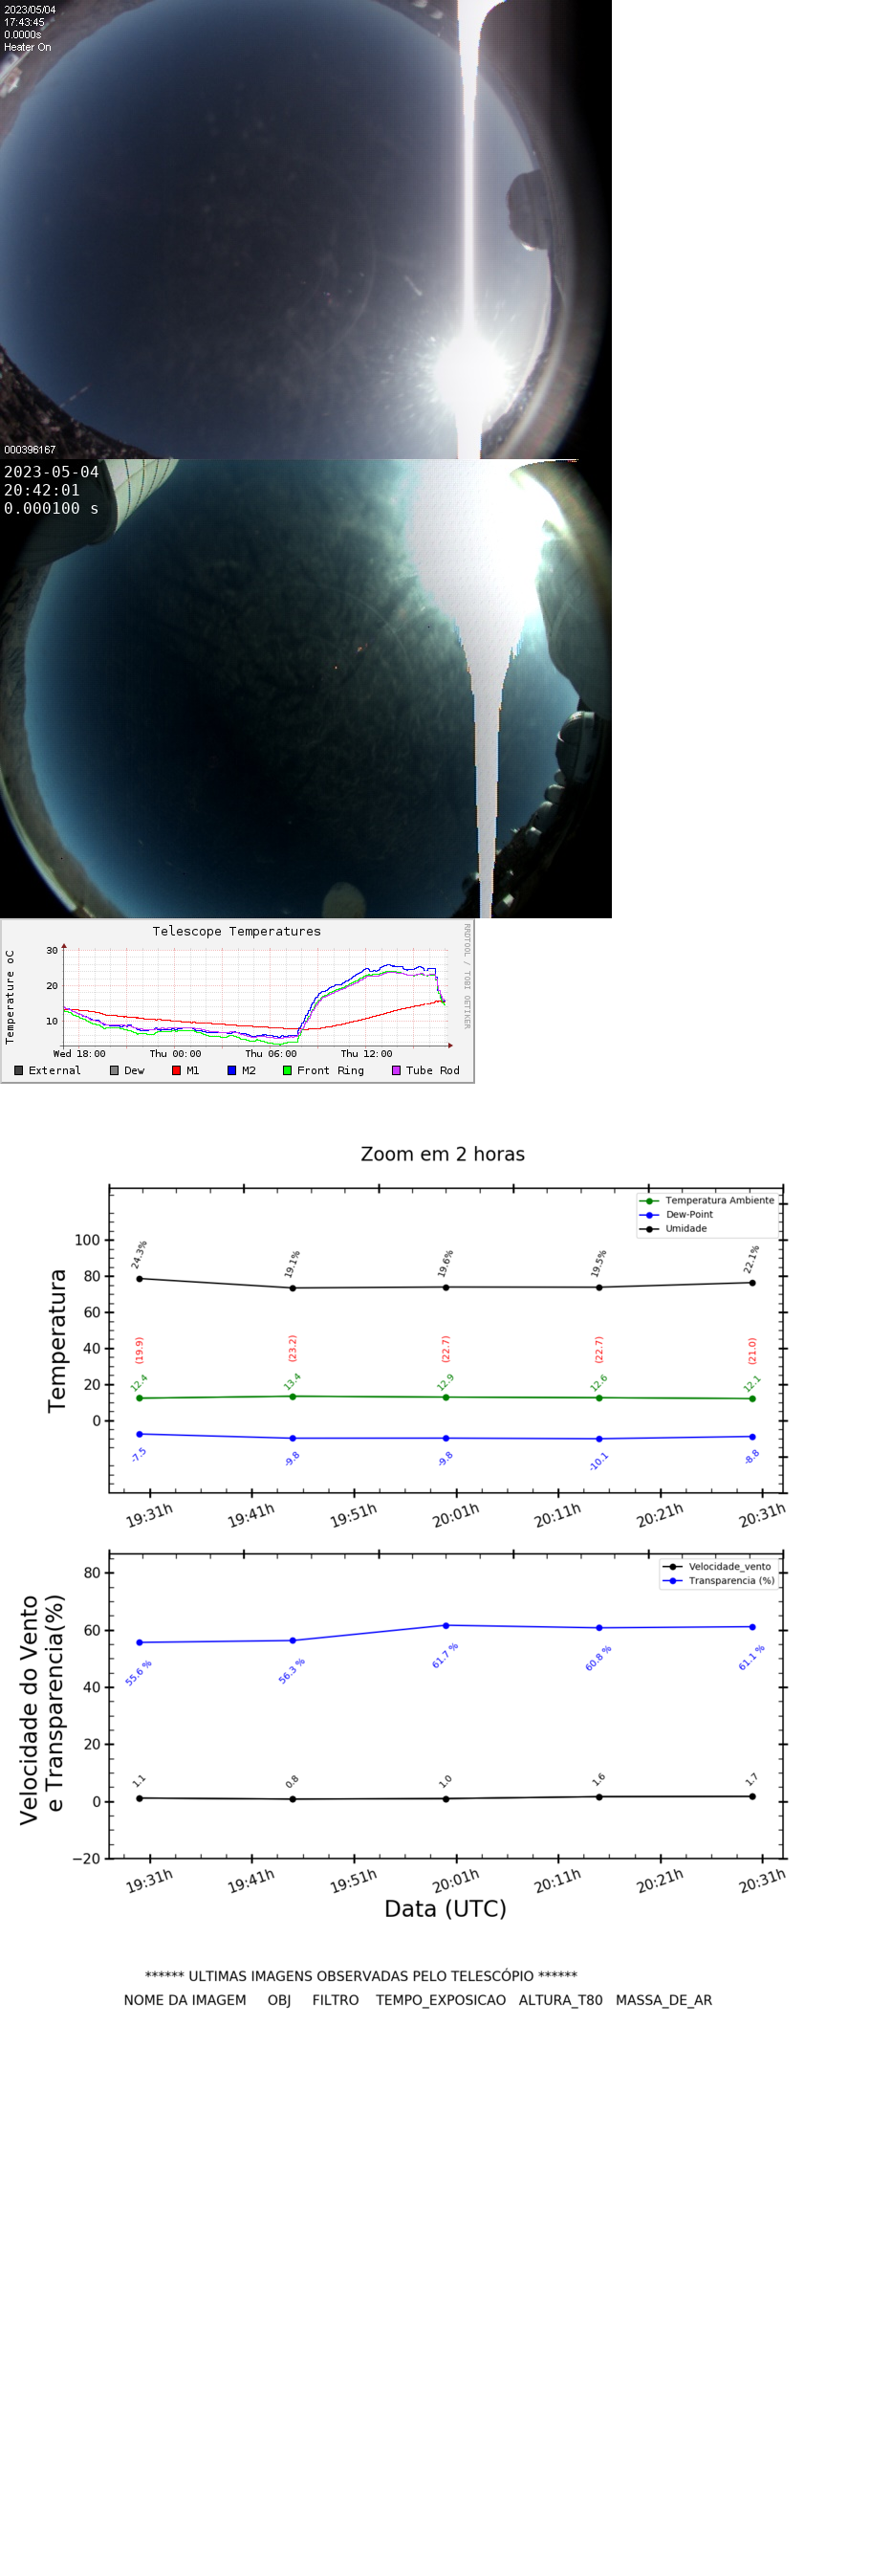 2023/05/04
17:43:45
0.0000s
Heater On
000396167
2023-05-04
20:42:01
0.000100 s
Telescope Temperatures
RRDTOOL / TOBI OETIKER
Temperature oC
30
20
10
Wed 18:00 Thu 00:00 Thu 06:00 Thu 12:00
External Dew M1 M2 Front Ring Tube Rod
Zoom em 2 horas
Temperatura
Temperatura Ambiente
Dew-Point
Umidade
100
80
60
40
20
0
24.3% 19.1% 19.6% 19.5% 22.1%
(19.9) (23.2) (22.7) (22.7) (21.0)
12.4 13.4 12.9 12.6 12.1
-7.5 -9.8 -9.8 -10.1 -8.8
19:31h 19:41h 19:51h 20:01h 20:11h 20:21h 20:31h
Velocidade do Vento
e Transparencia(%)
Velocidade_vento
Transparencia (%)
80
60
40
20
0
−20
55.6 % 56.3 % 61.7 % 60.8 % 61.1 %
1.1 0.8 1.0 1.6 1.7
19:31h 19:41h 19:51h 20:01h 20:11h 20:21h 20:31h
Data (UTC)
****** ULTIMAS IMAGENS OBSERVADAS PELO TELESCÓPIO ******
NOME DA IMAGEM OBJ FILTRO TEMPO_EXPOSICAO ALTURA_T80 MASSA_DE_AR